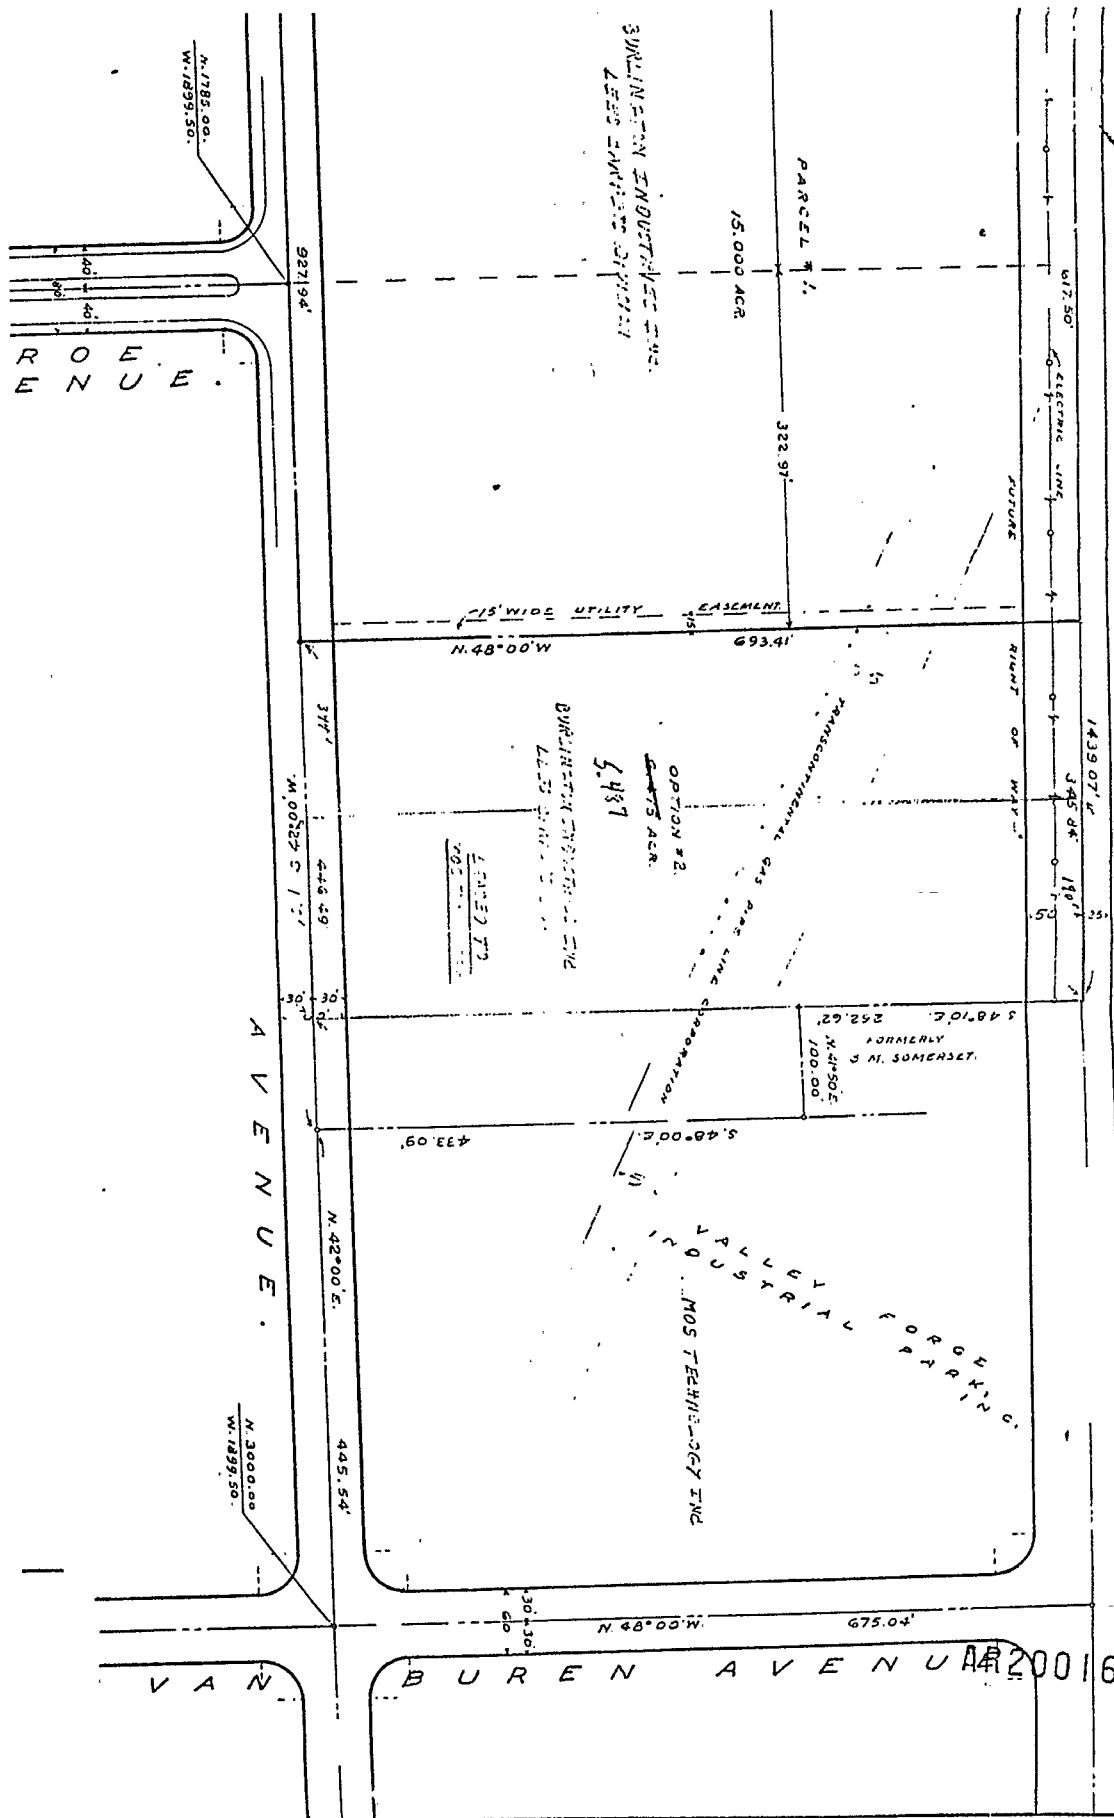 N. 1785.00.
W. 1899.50.
BURLINGTON INDUSTRIES INC.
PARCEL #1.
15.000 ACR
927.94'
617.50'
ELECTRIC LINE
40'
40'
80'
ROE
ENUE.
322.97'
FUTURE
RIGHT OF WAY
15' WIDE UTILITY EASEMENT
15'
N. 48°00' W
693.41'
TRANSCONTINENTAL GAS PIPE LINE CORPORATION
1439.07'
345.84'
190'
OPTION #2.
ACR.
5.487
BURLINGTON INDUSTRIES INC
344'
446.49'
50'
25'
30'
30'
S 48°10' E.
252.62'
FORMERLY
S M. SOMERSET.
N. 41°50' E.
100.00'
S. 48°00' E.
433.09'
AVENUE.
N. 42°00' E.
445.54'
VALLEY FORGE
INDUSTRIAL PARK INC.
MOS TECHNOLOGY INC
N. 3000.00
W. 1899.50.
30'
30'
60'
N. 48°00' W.
675.04'
VAN BUREN AVENUE
AR20016